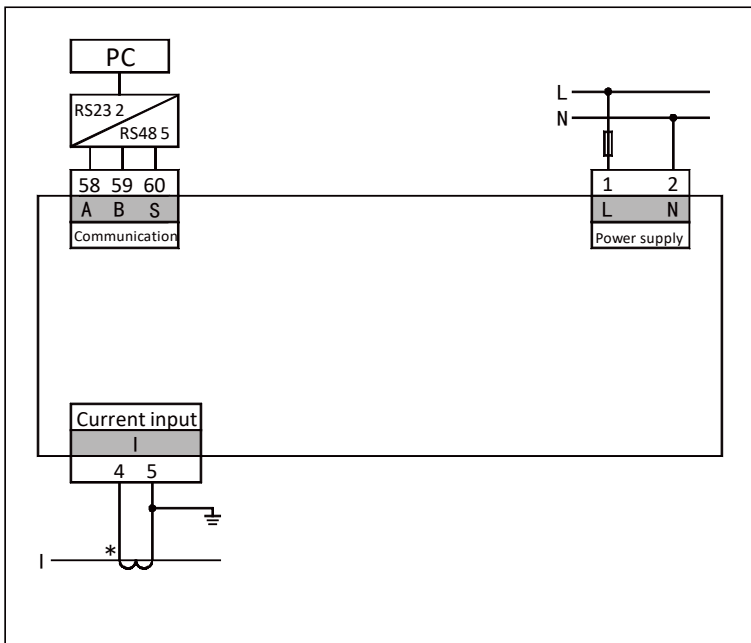 PC
RS23 2
RS48 5
L
N
58 59 60
A B S
Communication
1 2
L N
Power supply
Current input
I
4 5
*
I